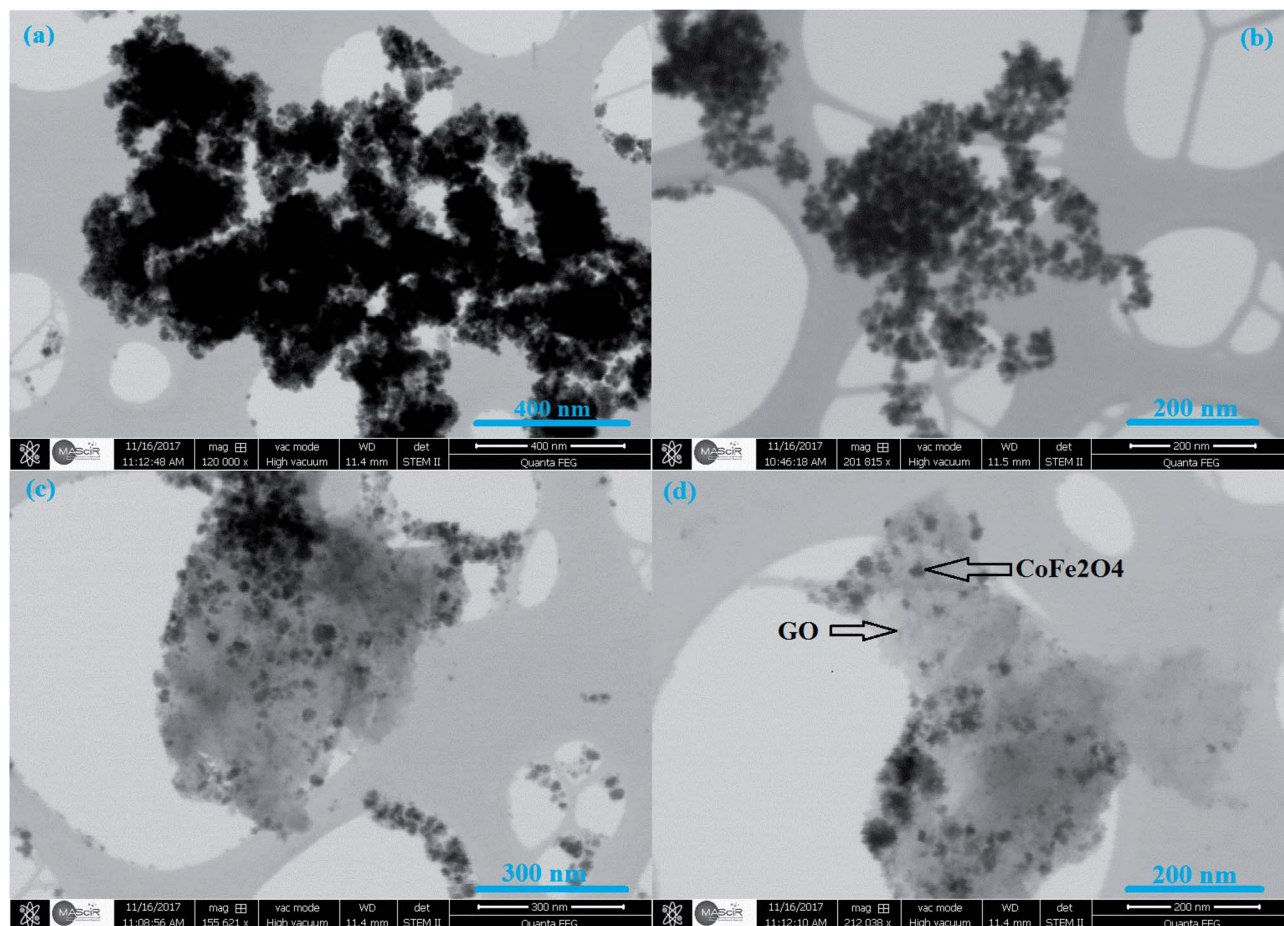 (a)
400 nm
11/16/2017 mag vac mode WD det 400 nm
MAScIR
11:12:48 AM 120 000 x High vacuum 11.4 mm STEM II Quanta FEG
(b)
200 nm
11/16/2017 mag vac mode WD det 200 nm
MAScIR
10:46:18 AM 201 815 x High vacuum 11.5 mm STEM II Quanta FEG
(c)
300 nm
11/16/2017 mag vac mode WD det 300 nm
MAScIR
11:08:56 AM 155 621 x High vacuum 11.4 mm STEM II Quanta FEG
(d)
CoFe2O4
GO
200 nm
11/16/2017 mag vac mode WD det 200 nm
MAScIR
11:12:10 AM 212 038 x High vacuum 11.4 mm STEM II Quanta FEG